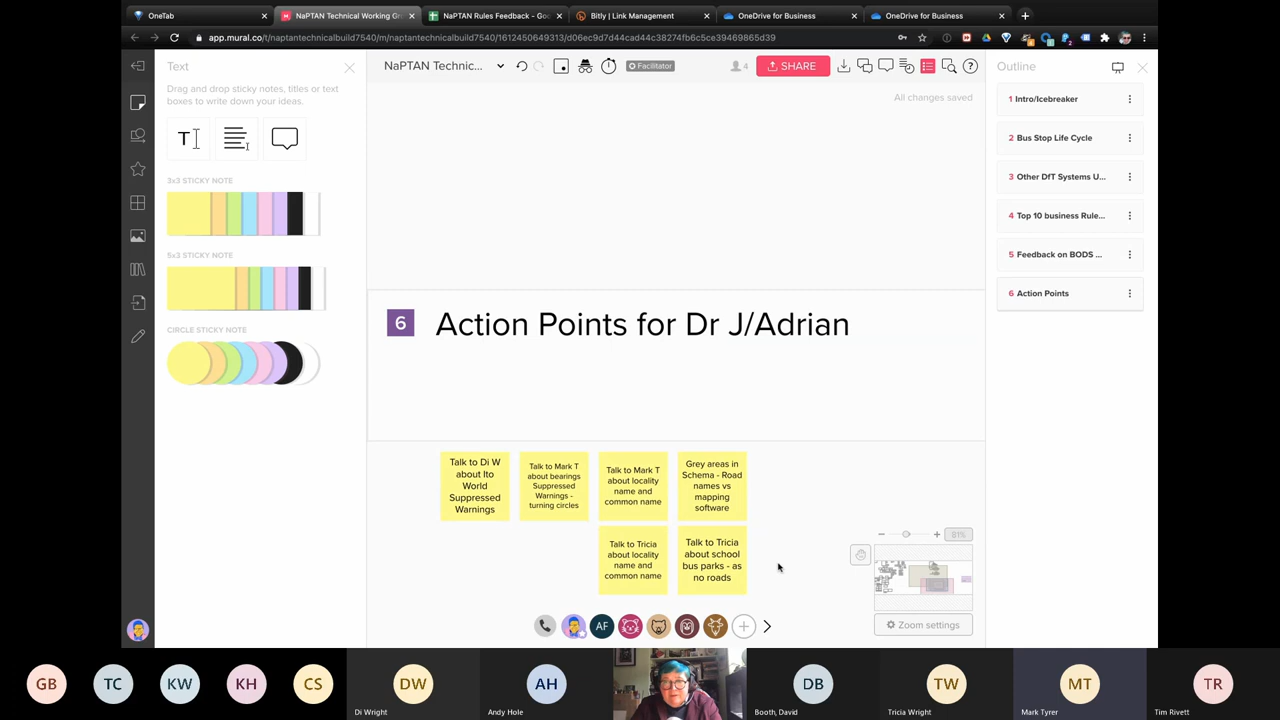 OneTab
NaPTAN Technical Working Gr
NaPTAN Rules Feedback - Goo
Bitly | Link Management
OneDrive for Business
OneDrive for Business
app.mural.co/t/naptantechnicalbuild7540/m/naptantechnicalbuild7540/1612450649313/d06ec9d7d44cad44c38274fb6c5ce39469865d39
Text
Drag and drop sticky notes, titles or text
boxes to write down your ideas.
3x3 STICKY NOTE
5x3 STICKY NOTE
CIRCLE STICKY NOTE
NaPTAN Technic...
Facilitator
4
SHARE
All changes saved
6
Action Points for Dr J/Adrian
Talk to Di W
about Ito
World
Suppressed
Warnings
Talk to Mark T
about bearings
Suppressed
Warnings -
turning circles
Talk to Mark T
about locality
name and
common name
Grey areas in
Schema - Road
names vs
mapping
software
Talk to Tricia
about locality
name and
common name
Talk to Tricia
about school
bus parks - as
no roads
81%
Zoom settings
AF
Outline
1 Intro/Icebreaker
2 Bus Stop Life Cycle
3 Other DfT Systems U...
4 Top 10 business Rule...
5 Feedback on BODS ...
6 Action Points
GB
TC
KW
KH
CS
DW
Di Wright
AH
Andy Hole
DB
Booth, David
TW
Tricia Wright
MT
Mark Tyrer
TR
Tim Rivett